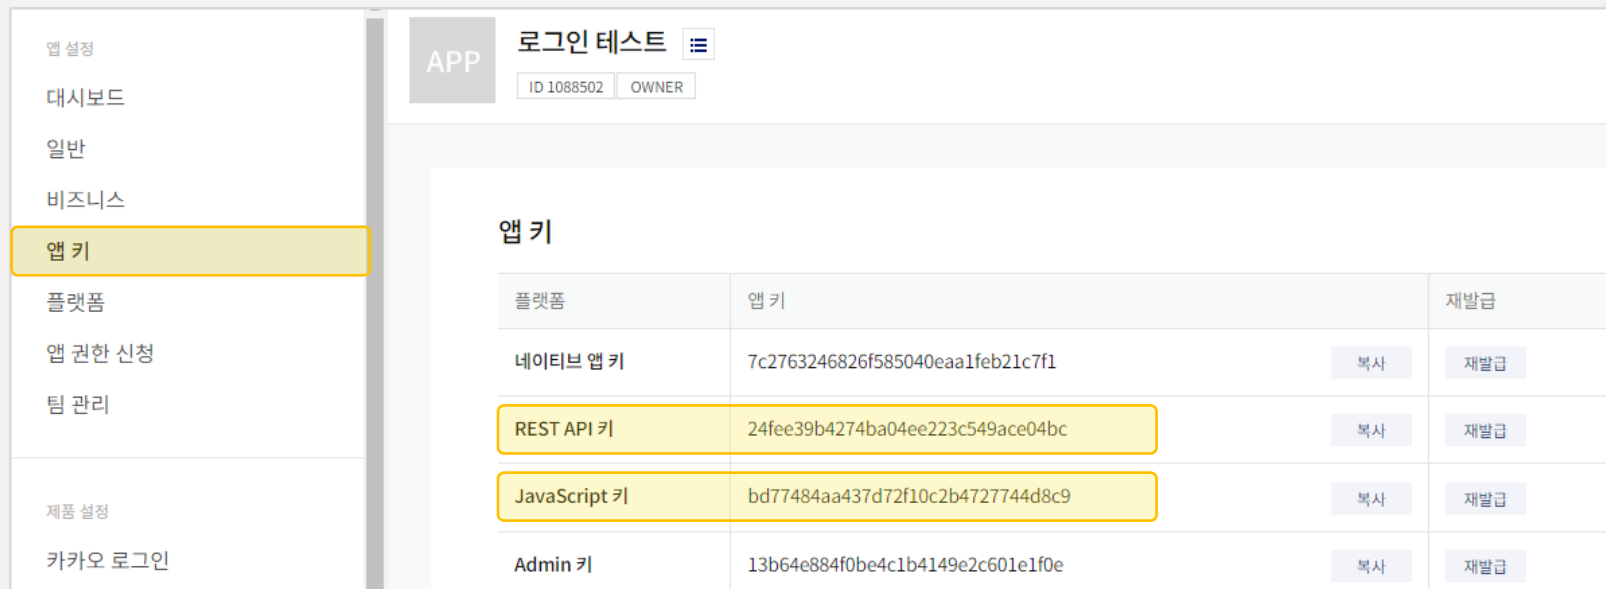 앱 설정
대시보드
일반
비즈니스
앱 키
플랫폼
앱 권한 신청
팀 관리
제품 설정
카카오 로그인
APP
로그인 테스트
ID 1088502
OWNER
앱 키
플랫폼 앱 키 재발급
네이티브 앱 키 7c2763246826f585040eaa1feb21c7f1 복사 재발급
REST API 키 24fee39b4274ba04ee223c549ace04bc 복사 재발급
JavaScript 키 bd77484aa437d72f10c2b4727744d8c9 복사 재발급
Admin 키 13b64e884f0be4c1b4149e2c601e1f0e 복사 재발급